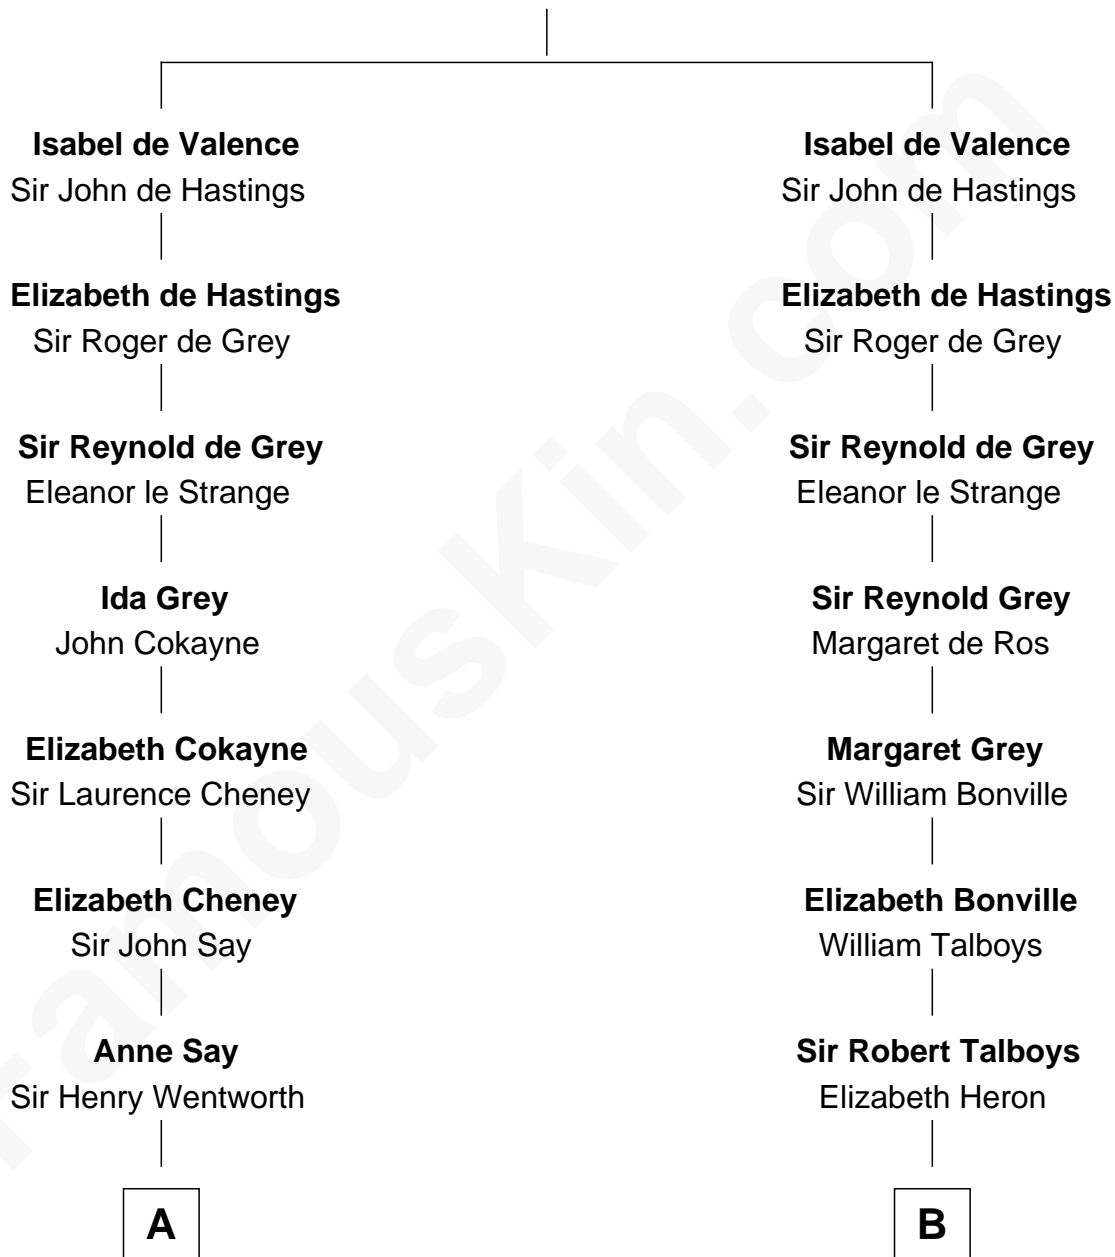 Isabel de Valence
Sir John de Hastings
Elizabeth de Hastings
Sir Roger de Grey
Sir Reynold de Grey
Eleanor le Strange
Ida Grey
John Cokayne
Elizabeth Cokayne
Sir Laurence Cheney
Elizabeth Cheney
Sir John Say
Anne Say
Sir Henry Wentworth
A
Isabel de Valence
Sir John de Hastings
Elizabeth de Hastings
Sir Roger de Grey
Sir Reynold de Grey
Eleanor le Strange
Sir Reynold Grey
Margaret de Ros
Margaret Grey
Sir William Bonville
Elizabeth Bonville
William Talboys
Sir Robert Talboys
Elizabeth Heron
B
FamousKin.com